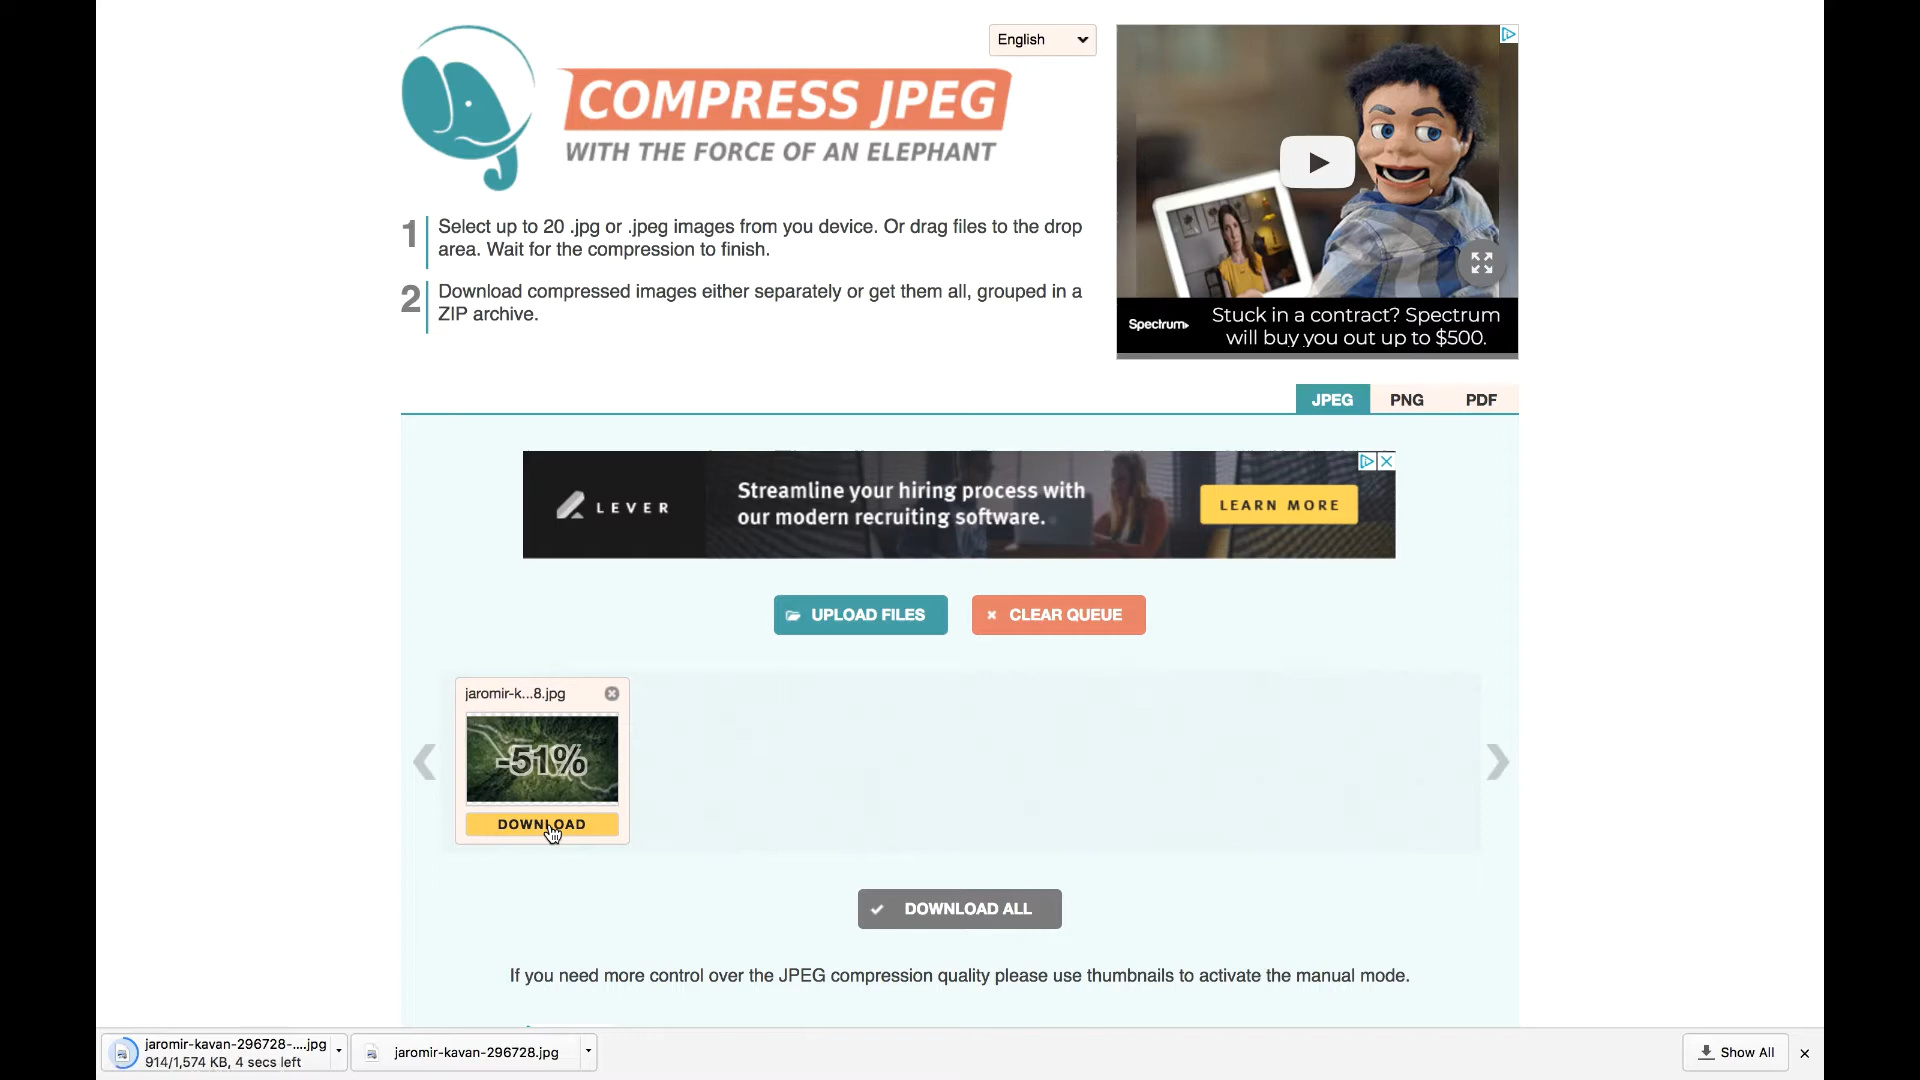 English
COMPRESS JPEG
WITH THE FORCE OF AN ELEPHANT
1
Select up to 20 .jpg or .jpeg images from you device. Or drag files to the drop
area. Wait for the compression to finish.
2
Download compressed images either separately or get them all, grouped in a
ZIP archive.
Spectrum
Stuck in a contract? Spectrum
will buy you out up to $500.
JPEG PNG PDF
LEVER
Streamline your hiring process with
our modern recruiting software.
LEARN MORE
UPLOAD FILES
CLEAR QUEUE
jaromir-k...8.jpg
-51%
DOWNLOAD
DOWNLOAD ALL
If you need more control over the JPEG compression quality please use thumbnails to activate the manual mode.
jaromir-kavan-296728-....jpg
914/1,574 KB, 4 secs left
jaromir-kavan-296728.jpg
Show All